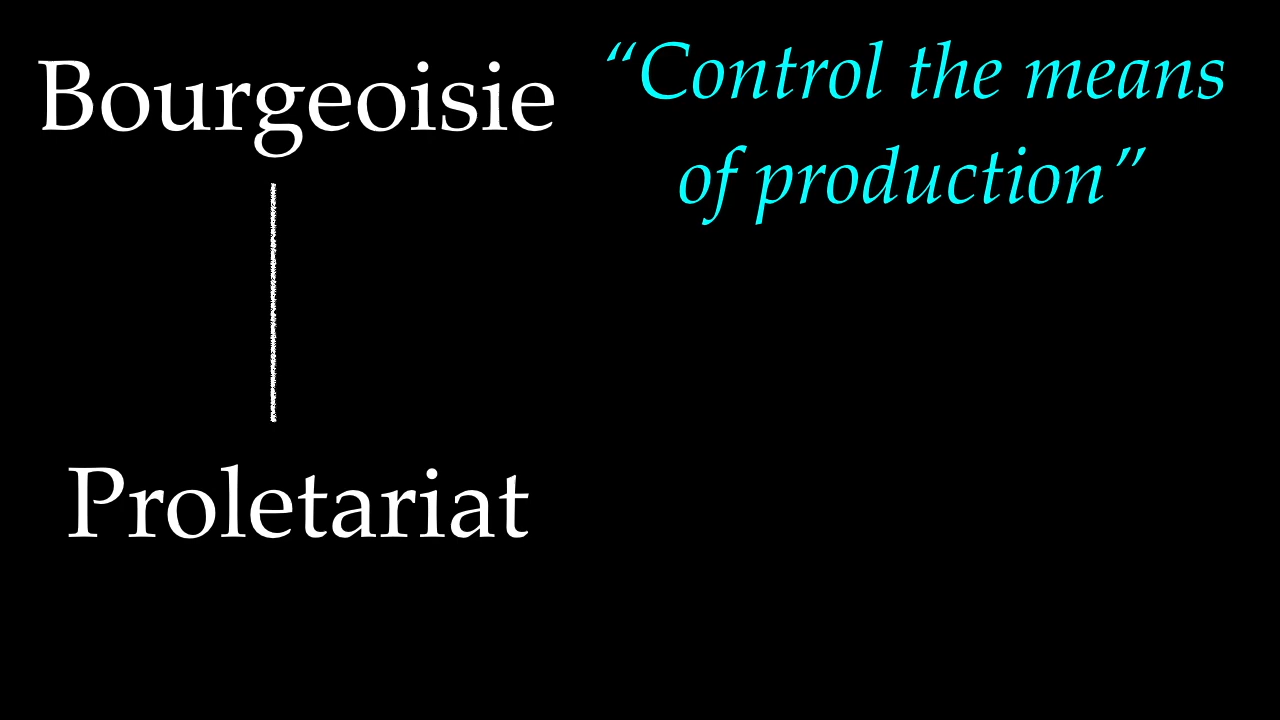 Bourgeoisie
“Control the means
of production”
Proletariat